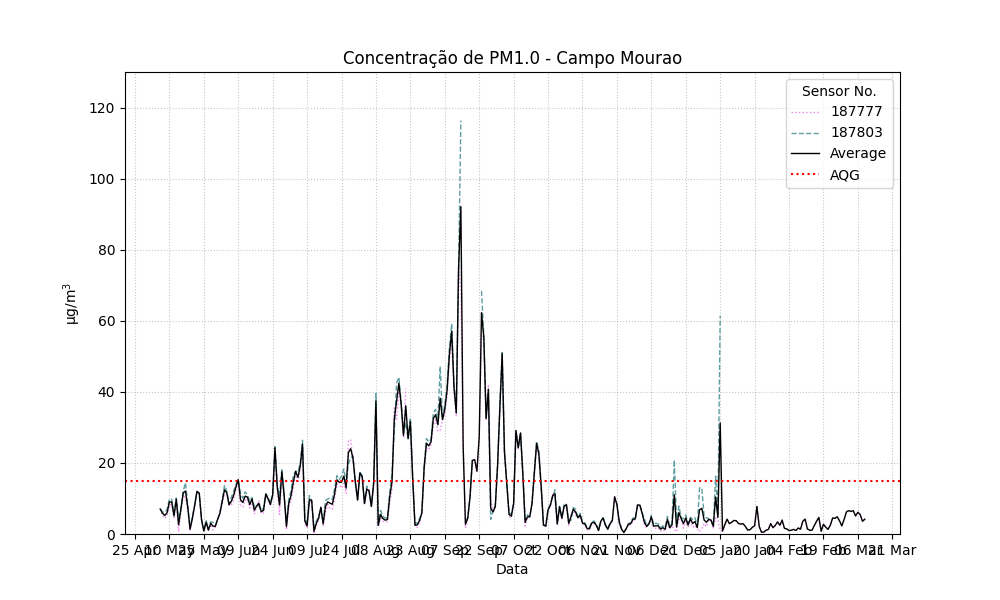 Concentração de PM1.0 - Campo Mourao
Sensor No.
187777
187803
Average
AQG
120
100
80
60
40
20
0
µg/m³
25 Apr 10 May 25 May 09 Jun 24 Jun 09 Jul 24 Jul 08 Aug 23 Aug 07 Sep 22 Sep 07 Oct 22 Oct 06 Nov 21 Nov 06 Dec 21 Dec 05 Jan 20 Jan 04 Feb 19 Feb 06 Mar 21 Mar
Data